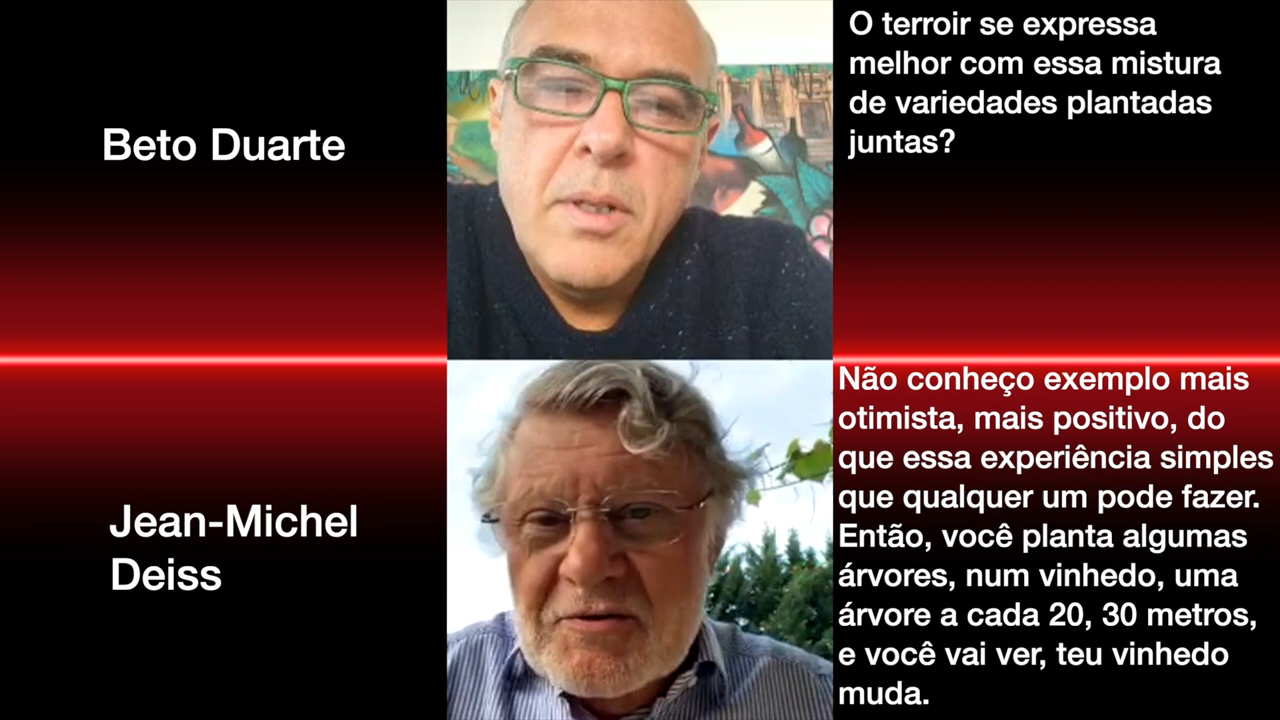 Beto Duarte
O terroir se expressa
melhor com essa mistura
de variedades plantadas
juntas?
Jean-Michel
Deiss
Não conheço exemplo mais
otimista, mais positivo, do
que essa experiência simples
que qualquer um pode fazer.
Então, você planta algumas
árvores, num vinhedo, uma
árvore a cada 20, 30 metros,
e você vai ver, teu vinhedo
muda.